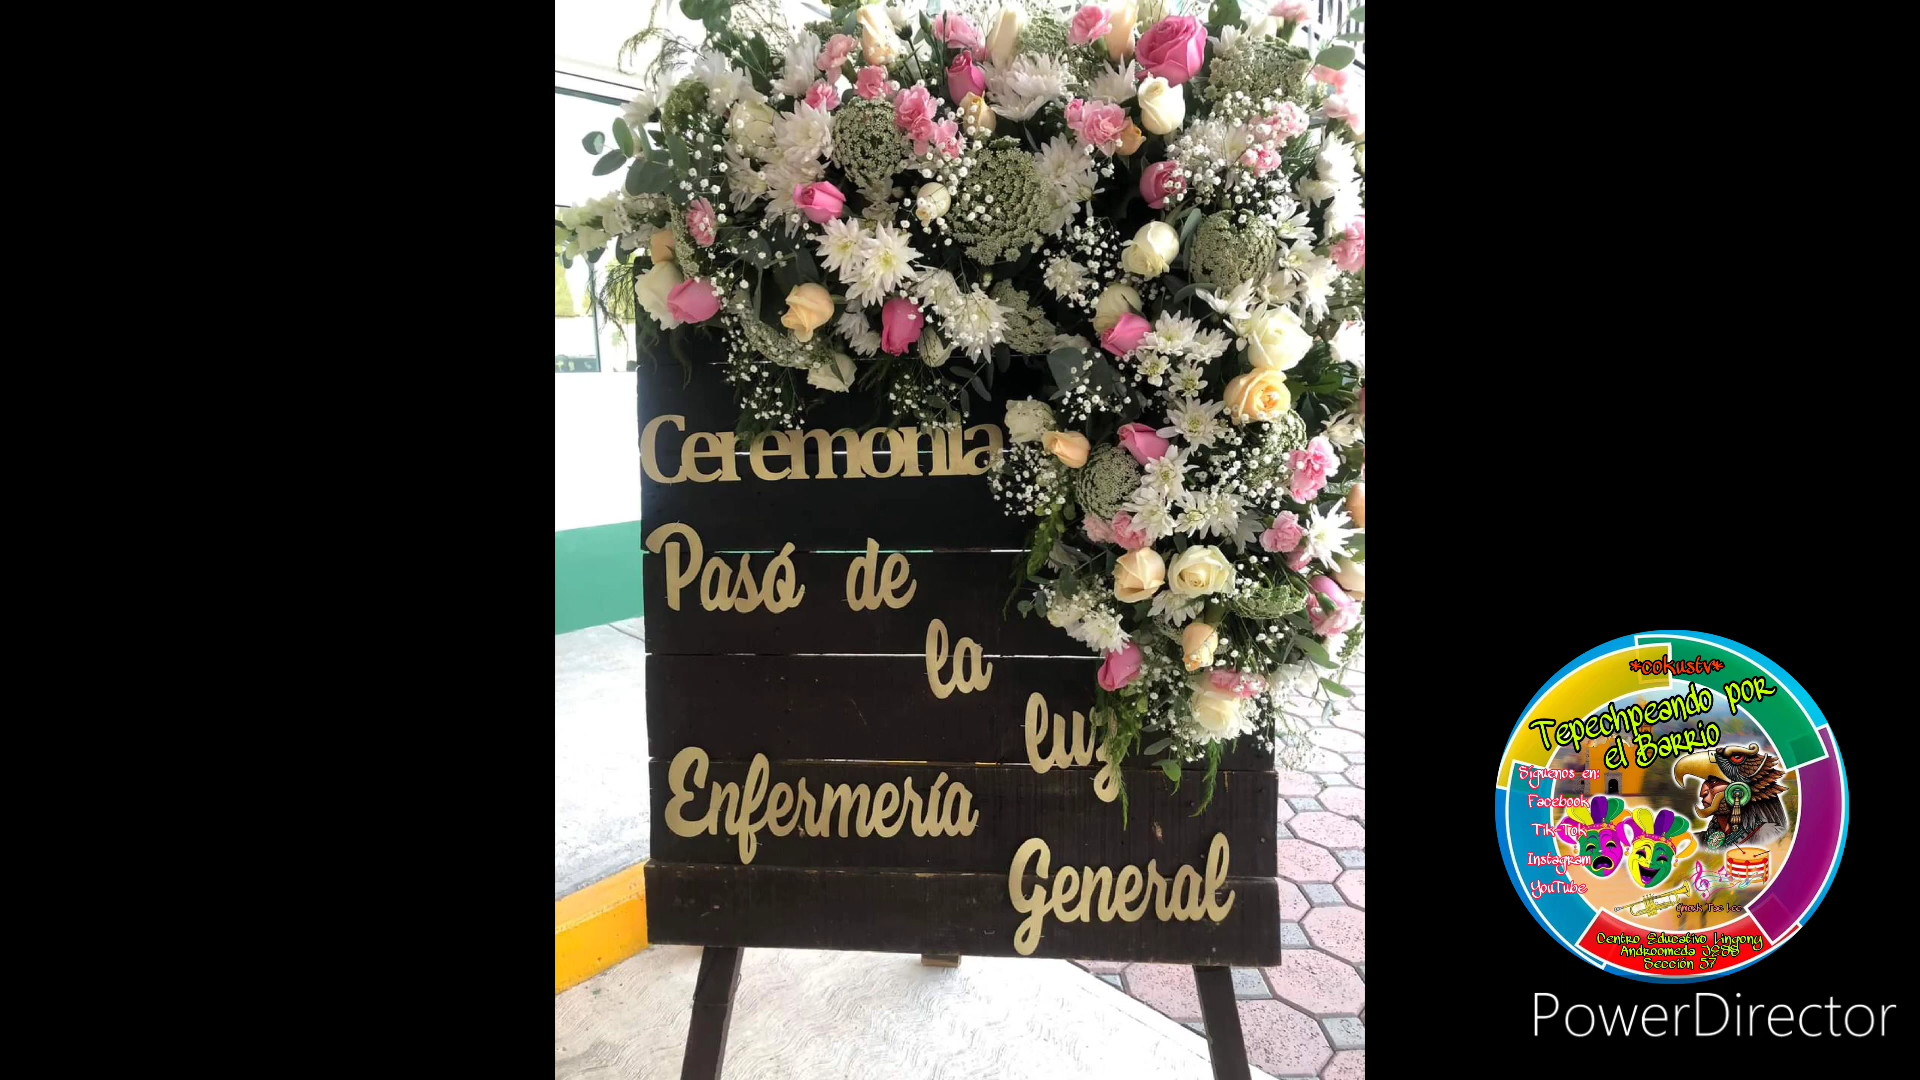 Ceremonia
Pasó de
la
luz
Enfermería
General
*cokustv*
Tepechpeando por
el Barrio
Síguenos en:
Facebook
Tik-Tok
Instagram
YouTube
Centro Educativo Lingony
Sección 57
PowerDirector